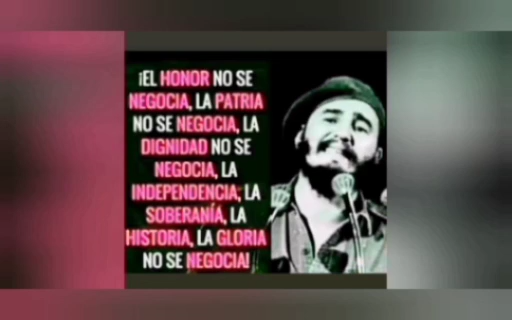 ¡EL HONOR NO SE
NEGOCIA, LA PATRIA
NO SE NEGOCIA, LA
DIGNIDAD NO SE
NEGOCIA, LA
INDEPENDENCIA, LA
SOBERANÍA, LA
HISTORIA, LA GLORIA
NO SE NEGOCIA!